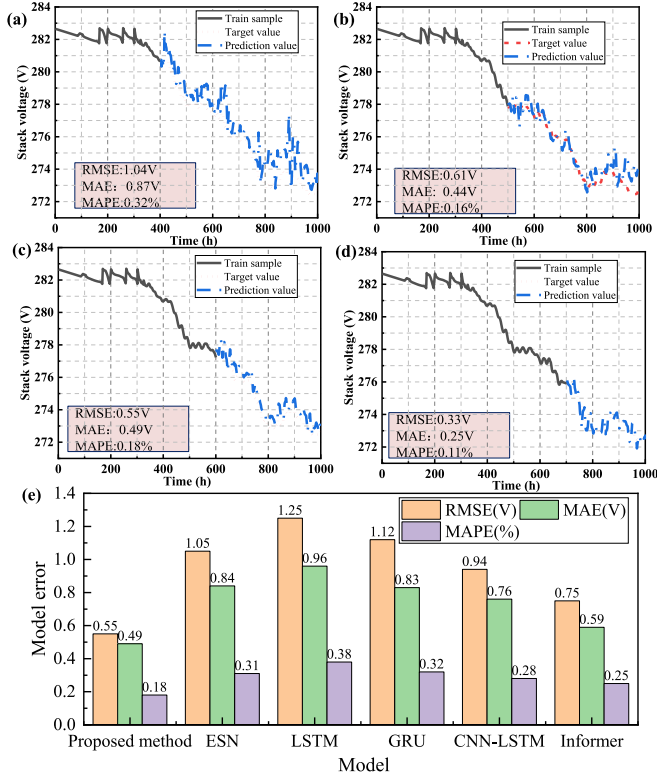 (a)
284
282
280
278
276
274
272
Stack voltage (V)
Train sample
Target value
Prediction value
RMSE:1.04V
MAE: 0.87V
MAPE:0.32%
0 200 400 600 800 1000
Time (h)
(b)
284
282
280
278
276
274
272
Stack voltage (V)
Train sample
Target value
Prediction value
RMSE:0.61V
MAE: 0.44V
MAPE:0.16%
0 200 400 600 800 1000
Time (h)
(c)
284
282
280
278
276
274
272
Stack voltage (V)
Train sample
Target value
Prediction value
RMSE:0.55V
MAE: 0.49V
MAPE:0.18%
0 200 400 600 800 1000
Time (h)
(d)
284
282
280
278
276
274
272
Stack voltage (V)
Train sample
Target value
Prediction value
RMSE:0.33V
MAE: 0.25V
MAPE:0.11%
0 200 400 600 800 1000
Time (h)
(e)
1.4
1.2
1.0
0.8
0.6
0.4
0.2
0.0
Model error
RMSE(V) MAE(V)
MAPE(%)
0.55 0.49 0.18
1.05 0.84 0.31
1.25 0.96 0.38
1.12 0.83 0.32
0.94 0.76 0.28
0.75 0.59 0.25
Proposed method ESN LSTM GRU CNN-LSTM Informer
Model